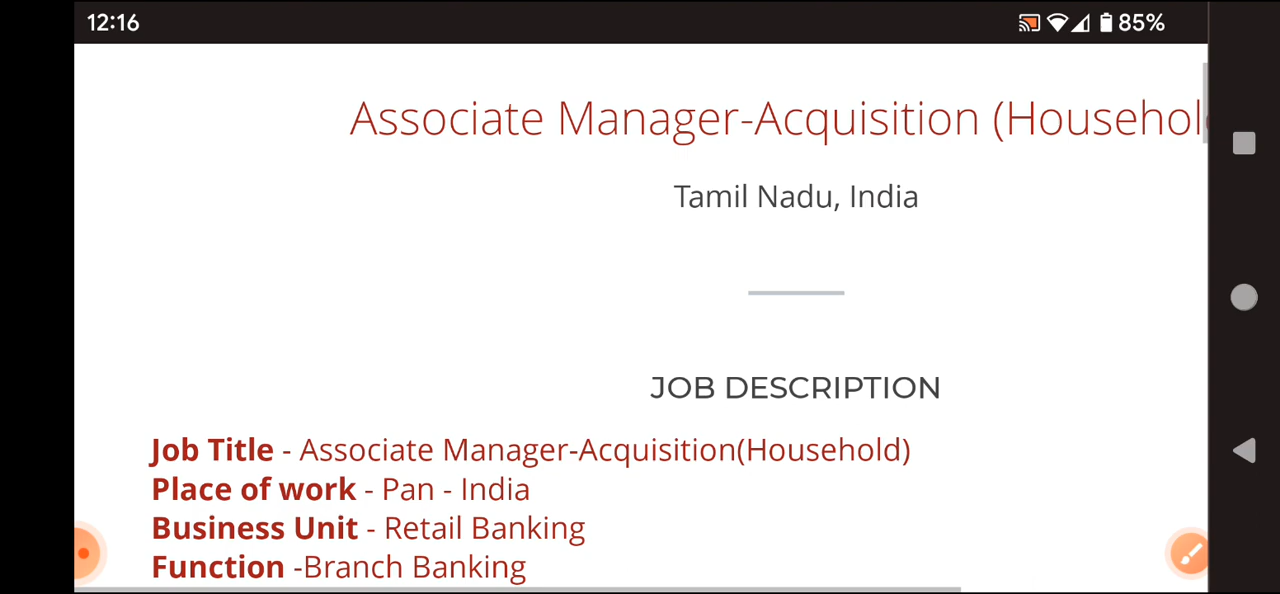 12:16
85%
Associate Manager-Acquisition (Househol
Tamil Nadu, India
JOB DESCRIPTION
Job Title - Associate Manager-Acquisition(Household)
Place of work - Pan - India
Business Unit - Retail Banking
Function -Branch Banking